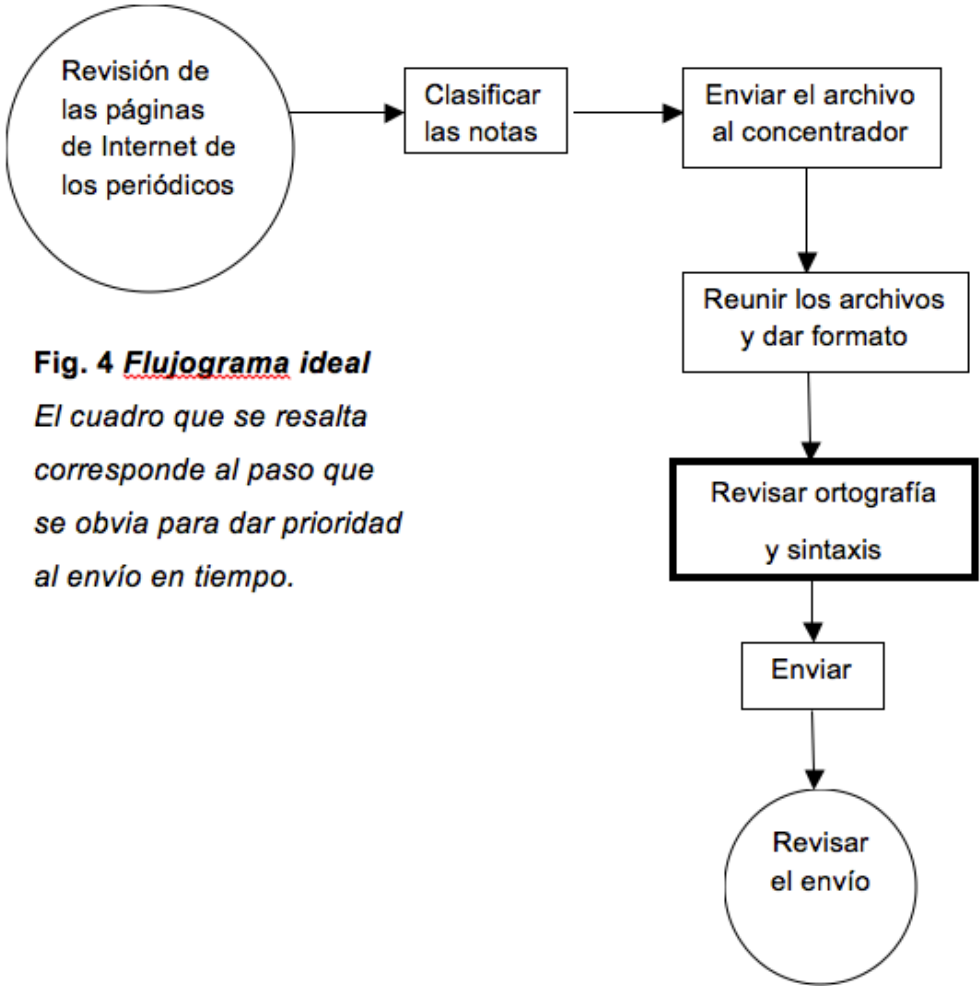 Revisión de
las páginas
de Internet de
los periódicos
Clasificar
las notas
Enviar el archivo
al concentrador
Reunir los archivos
y dar formato
Fig. 4 Flujograma ideal
El cuadro que se resalta
corresponde al paso que
se obvia para dar prioridad
al envío en tiempo.
Revisar ortografía
y sintaxis
Enviar
Revisar
el envío